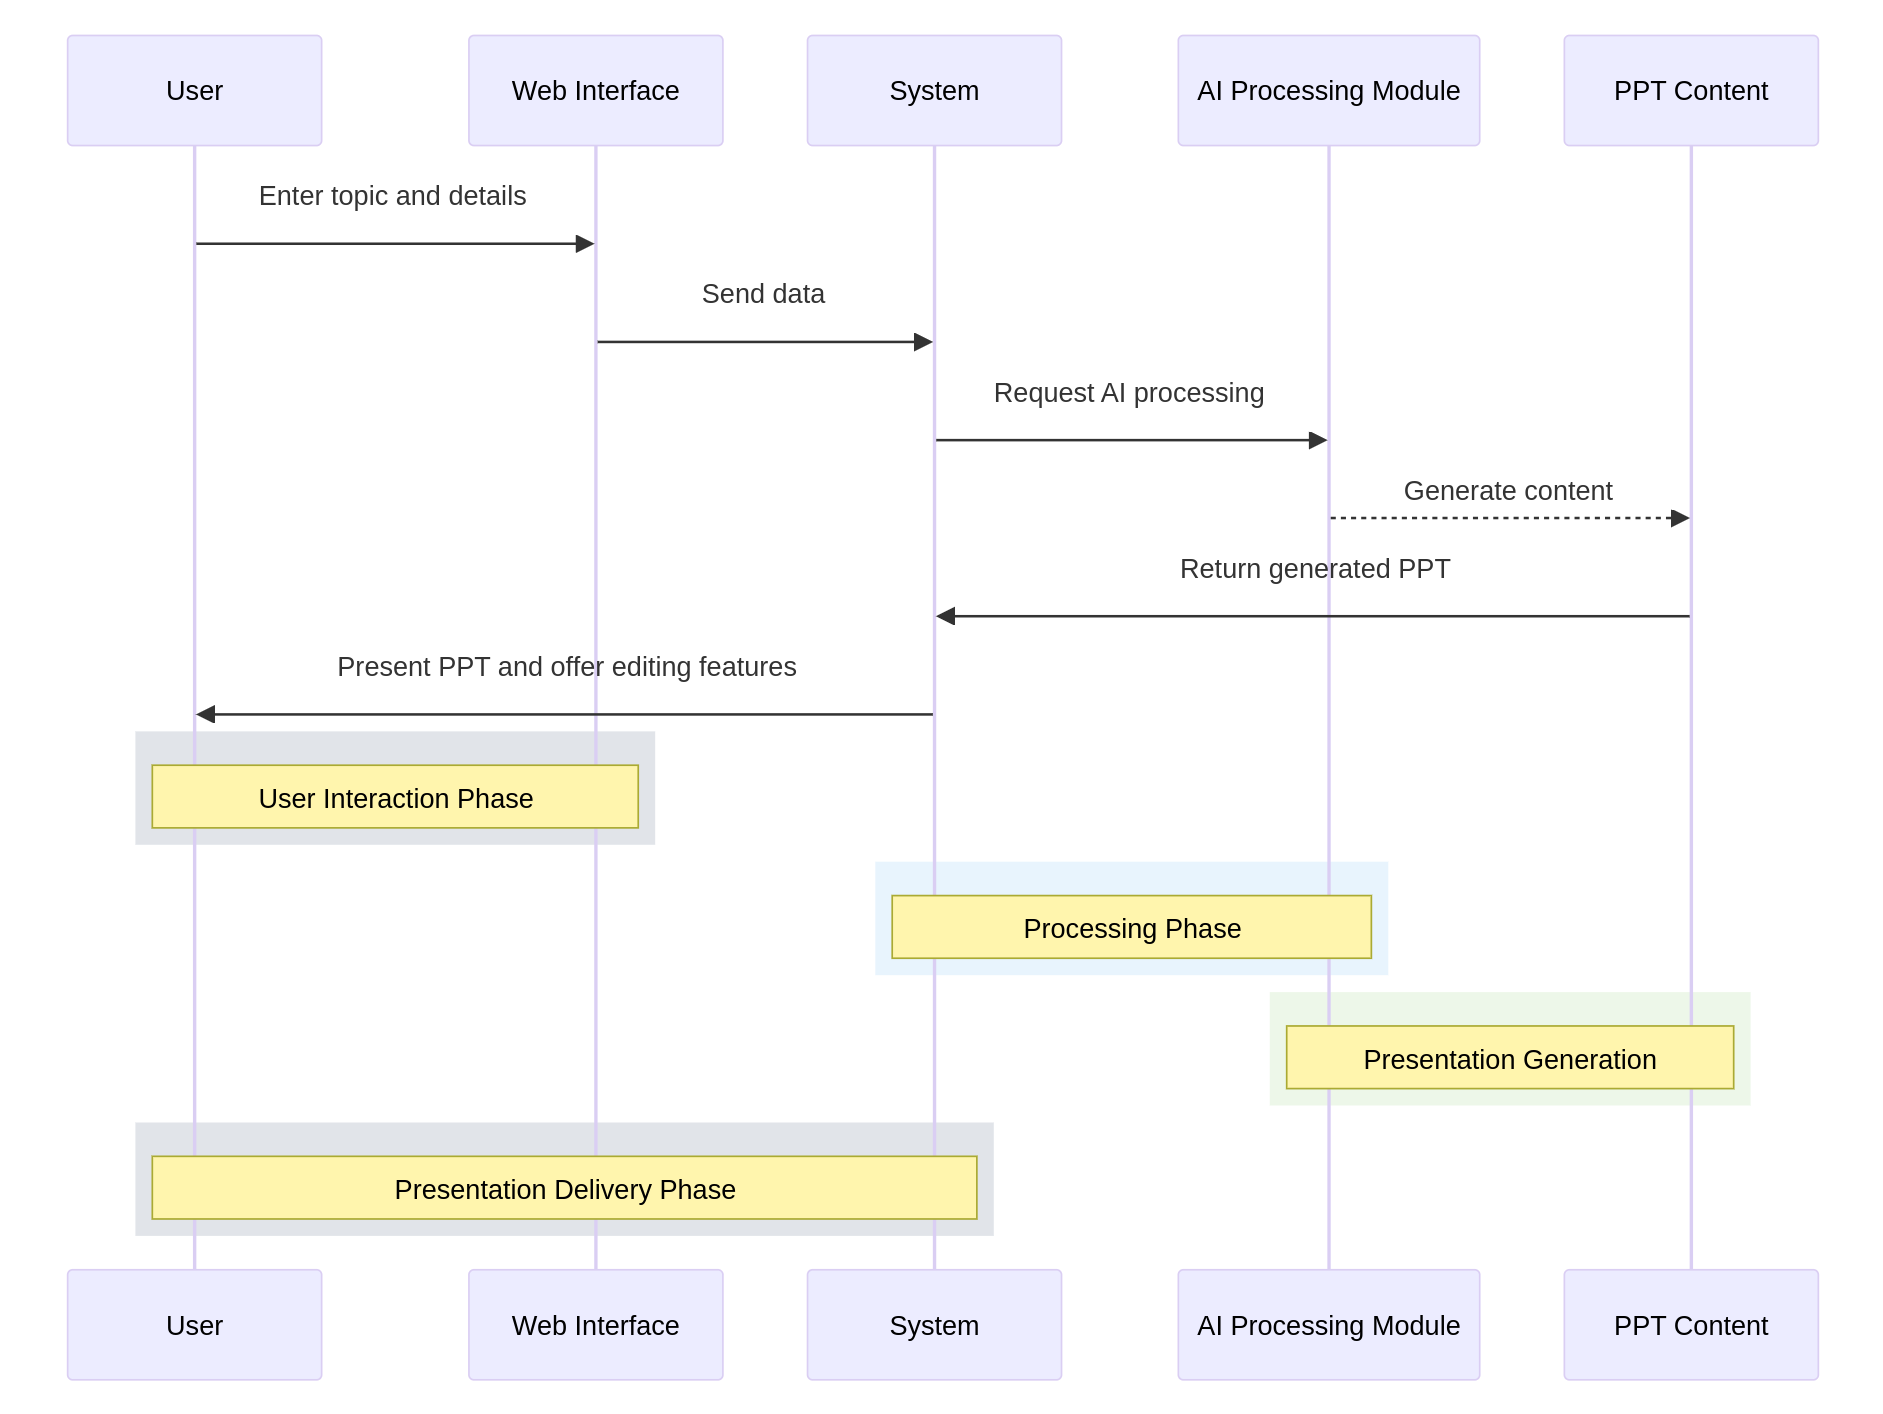 User
Web Interface
System
AI Processing Module
PPT Content
Enter topic and details
Send data
Request AI processing
Generate content
Return generated PPT
Present PPT and offer editing features
User Interaction Phase
Processing Phase
Presentation Generation
Presentation Delivery Phase
User
Web Interface
System
AI Processing Module
PPT Content